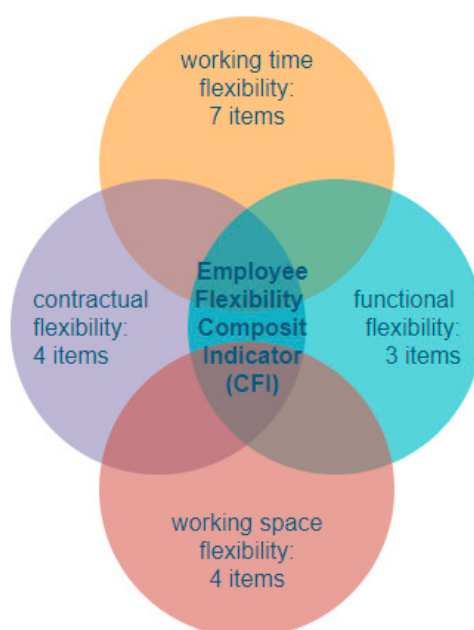 working time
flexibility:
7 items
Employee
Flexibility
Composit
Indicator
(CFI)
contractual
flexibility:
4 items
functional
flexibility:
3 items
working space
flexibility:
4 items